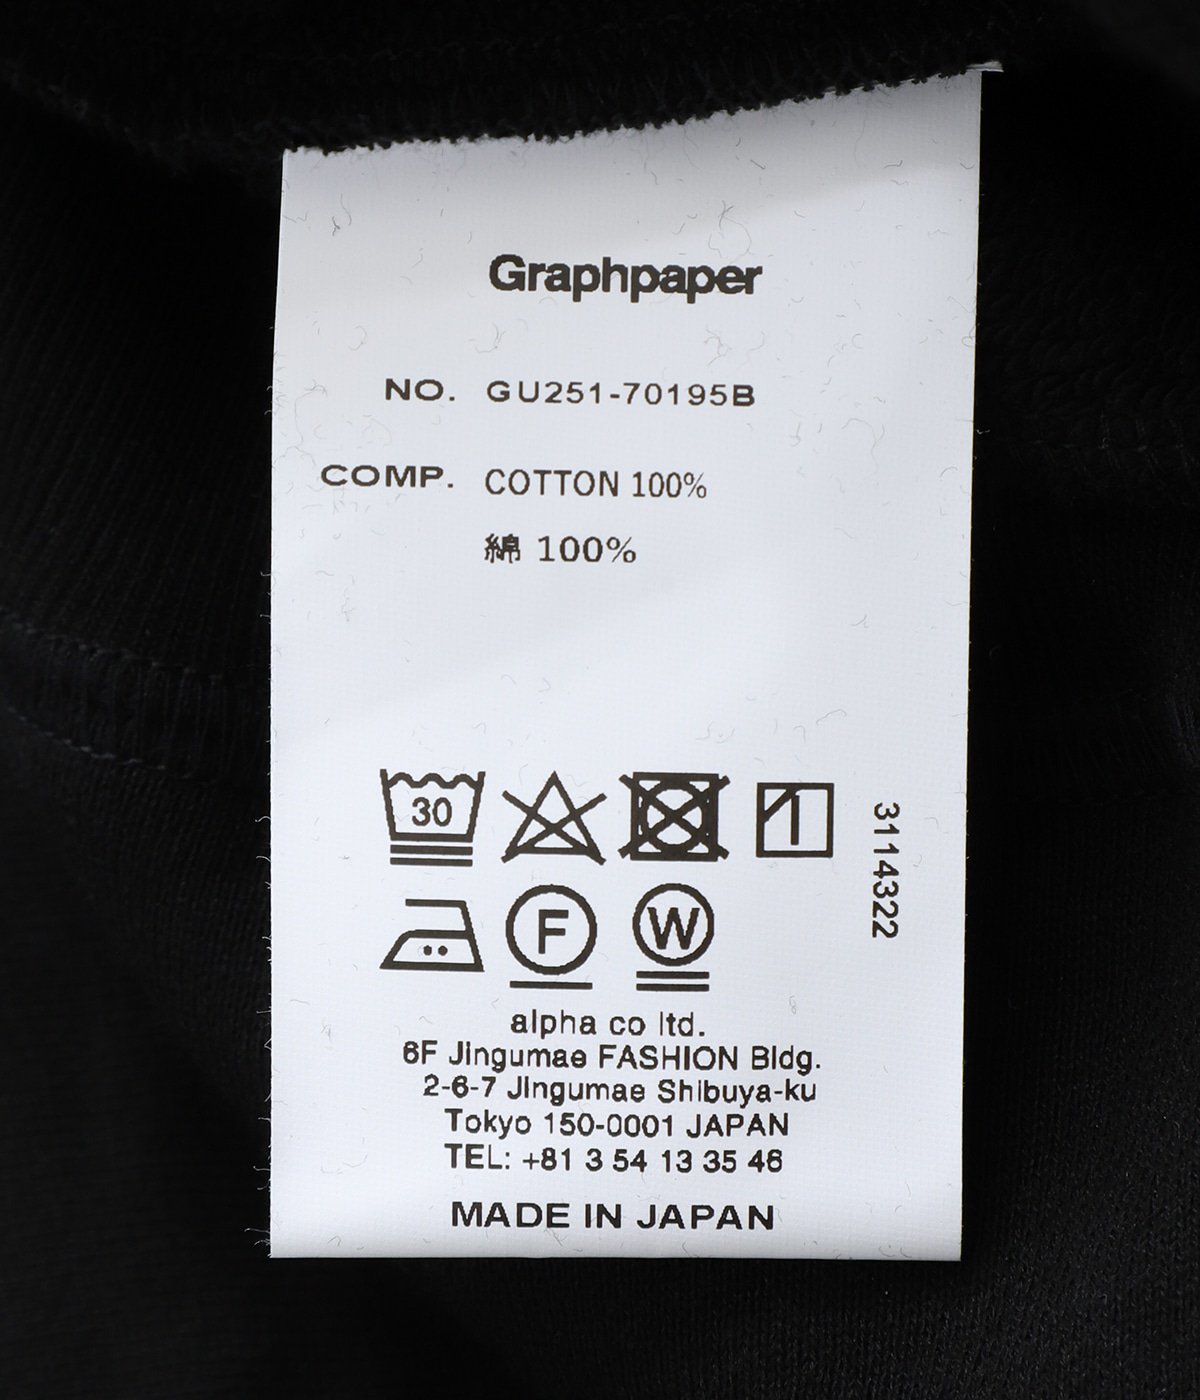 Graphpaper
NO. GU251-70195B
COMP. COTTON 100%
綿 100%
30
3114322
F
W
alpha co ltd.
6F Jingumae FASHION Bldg.
2-6-7 Jingumae Shibuya-ku
Tokyo 150-0001 JAPAN
TEL: +81 3 54 13 35 46
MADE IN JAPAN